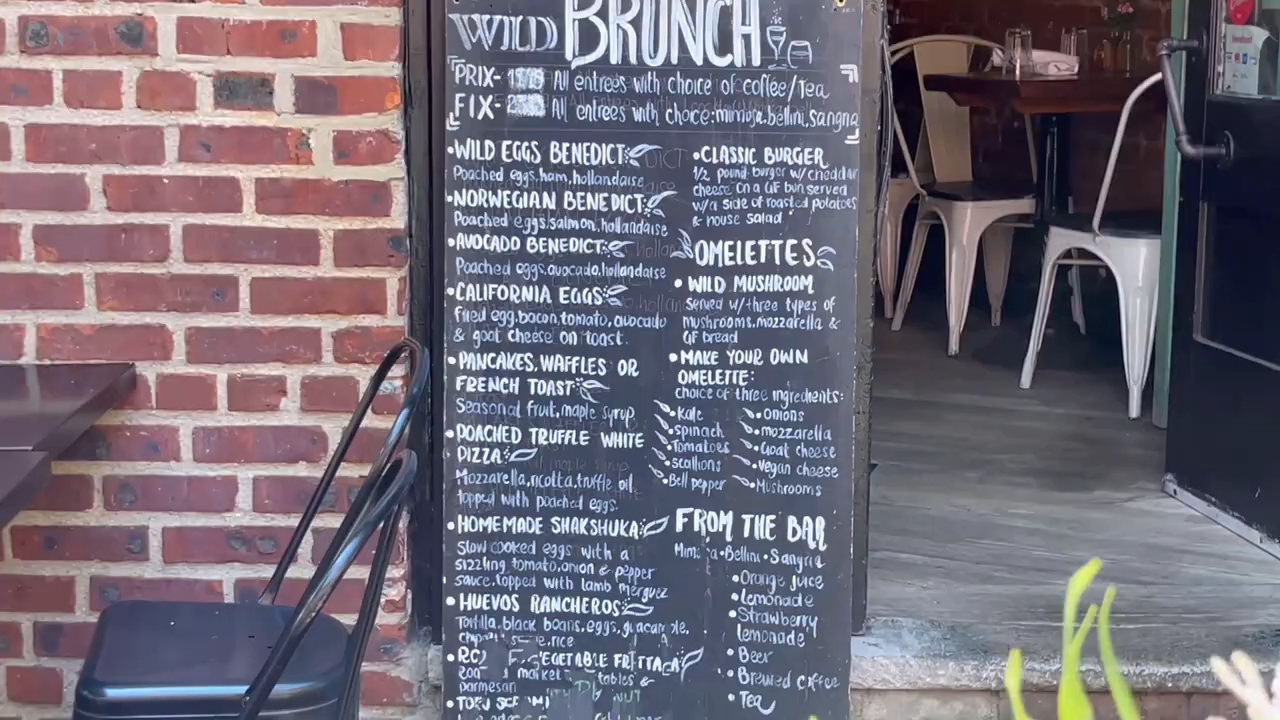 WILD BRUNCH
PRIX- All entrees with choice of coffee/tea
FIX- All entrees with choice: mimosa, bellini, sangria
• WILD EGGS BENEDICT
Poached eggs, ham, hollandaise
• NORWEGIAN BENEDICT
Poached eggs, salmon, hollandaise
• AVOCADO BENEDICT
Poached eggs, avocado, hollandaise
• CALIFORNIA EGGS
fried egg, bacon, tomato, avocado
& goat cheese on toast.
• PANCAKES, WAFFLES OR
FRENCH TOAST
Seasonal fruit, maple syrup
• POACHED TRUFFLE WHITE
PIZZA
Mozzarella, ricotta, truffle oil,
topped with poached eggs.
• HOMEMADE SHAKSHUKA
Slow cooked eggs with a
sizzling, tomato, onion & pepper
sauce, topped with lamb merguez
• HUEVOS RANCHEROS
Tortilla, black beans, eggs, guacamole,
rice
• VEGETABLE FRITTATA
market &
parmesan
• TOFU
• CLASSIC BURGER
1/2 pound burger w/ cheddar
cheese on a GF bun served
w/a side of roasted potatoes
& house salad
OMELETTES
• WILD MUSHROOM
Served w/ three types of
mushrooms, mozzarella &
GF bread
• MAKE YOUR OWN
OMELETTE:
choice of three ingredients:
• Kale
• spinach
• Tomatoes
• scallions
• Bell pepper
• Onions
• mozzarella
• Goat cheese
• vegan cheese
• Mushrooms
FROM THE BAR
Mimosa • Bellini • Sangria
• Orange juice
• Lemonade
• Strawberry
lemonade
• Beer
• Brewed coffee
• Tea